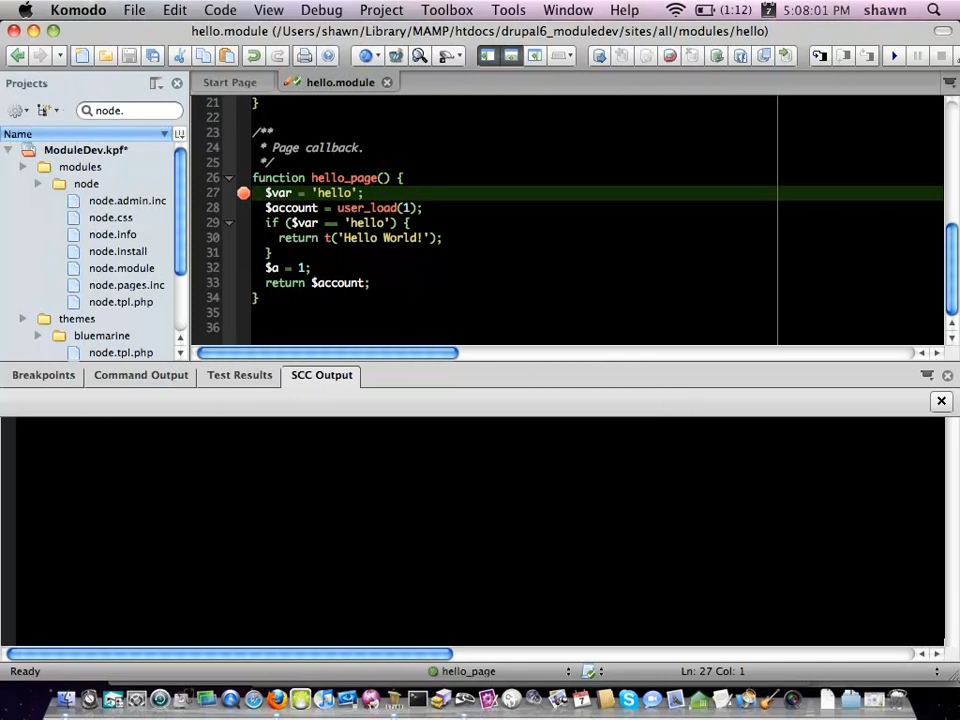 Komodo File Edit Code View Debug Project Toolbox Tools Window Help (1:12) 5:08:01 shawn
hello.module (/Users/shawn/Library/MAMP/htdocs/drupal6_moduledev/sites/all/modules/hello)
Projects
Start Page
hello.module
node.
Name
ModuleDev.kpf*
modules
node
node.admin.inc
node.css
node.info
node.install
node.module
node.pages.inc
node.tpl.php
themes
bluemarine
node.tpl.php
21 }
22
23 /**
24 * Page callback.
25 */
26 function hello_page() {
27 $var = 'hello';
28 $account = user_load(1);
29 if ($var == 'hello') {
30 return t('Hello World!');
31 }
32 $a = 1;
33 return $account;
34 }
35
36
Breakpoints Command Output Test Results SCC Output
Ready hello_page Ln: 27 Col: 1